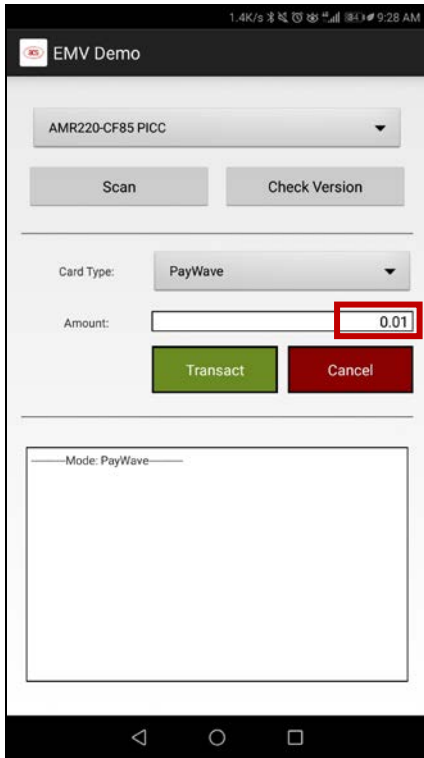 1.4K/s 9:28 AM
EMV Demo
AMR220-CF85 PICC
Scan Check Version
Card Type: PayWave
Amount: 0.01
Transact Cancel
--------Mode: PayWave--------